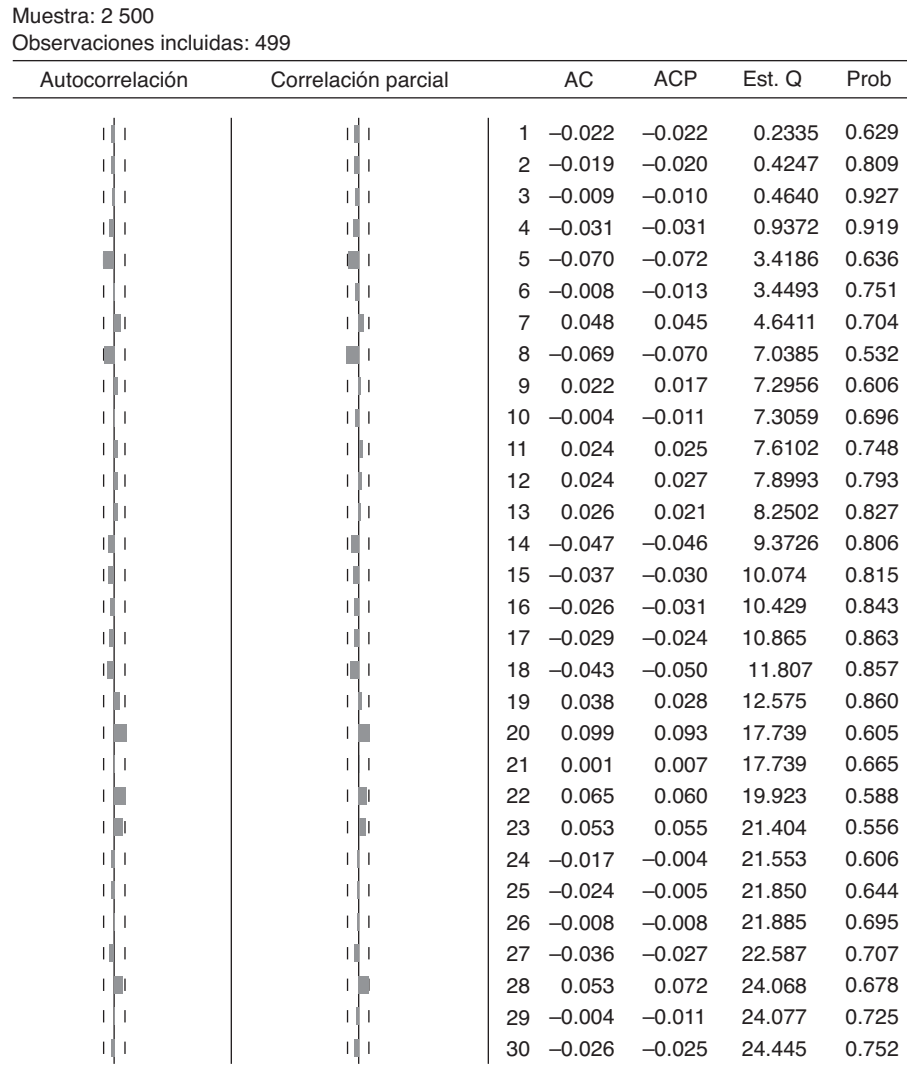 Muestra: 2 500
Observaciones incluidas: 499
Autocorrelación Correlación parcial AC ACP Est. Q Prob
1 –0.022 –0.022 0.2335 0.629
2 –0.019 –0.020 0.4247 0.809
3 –0.009 –0.010 0.4640 0.927
4 –0.031 –0.031 0.9372 0.919
5 –0.070 –0.072 3.4186 0.636
6 –0.008 –0.013 3.4493 0.751
7 0.048 0.045 4.6411 0.704
8 –0.069 –0.070 7.0385 0.532
9 0.022 0.017 7.2956 0.606
10 –0.004 –0.011 7.3059 0.696
11 0.024 0.025 7.6102 0.748
12 0.024 0.027 7.8993 0.793
13 0.026 0.021 8.2502 0.827
14 –0.047 –0.046 9.3726 0.806
15 –0.037 –0.030 10.074 0.815
16 –0.026 –0.031 10.429 0.843
17 –0.029 –0.024 10.865 0.863
18 –0.043 –0.050 11.807 0.857
19 0.038 0.028 12.575 0.860
20 0.099 0.093 17.739 0.605
21 0.001 0.007 17.739 0.665
22 0.065 0.060 19.923 0.588
23 0.053 0.055 21.404 0.556
24 –0.017 –0.004 21.553 0.606
25 –0.024 –0.005 21.850 0.644
26 –0.008 –0.008 21.885 0.695
27 –0.036 –0.027 22.587 0.707
28 0.053 0.072 24.068 0.678
29 –0.004 –0.011 24.077 0.725
30 –0.026 –0.025 24.445 0.752